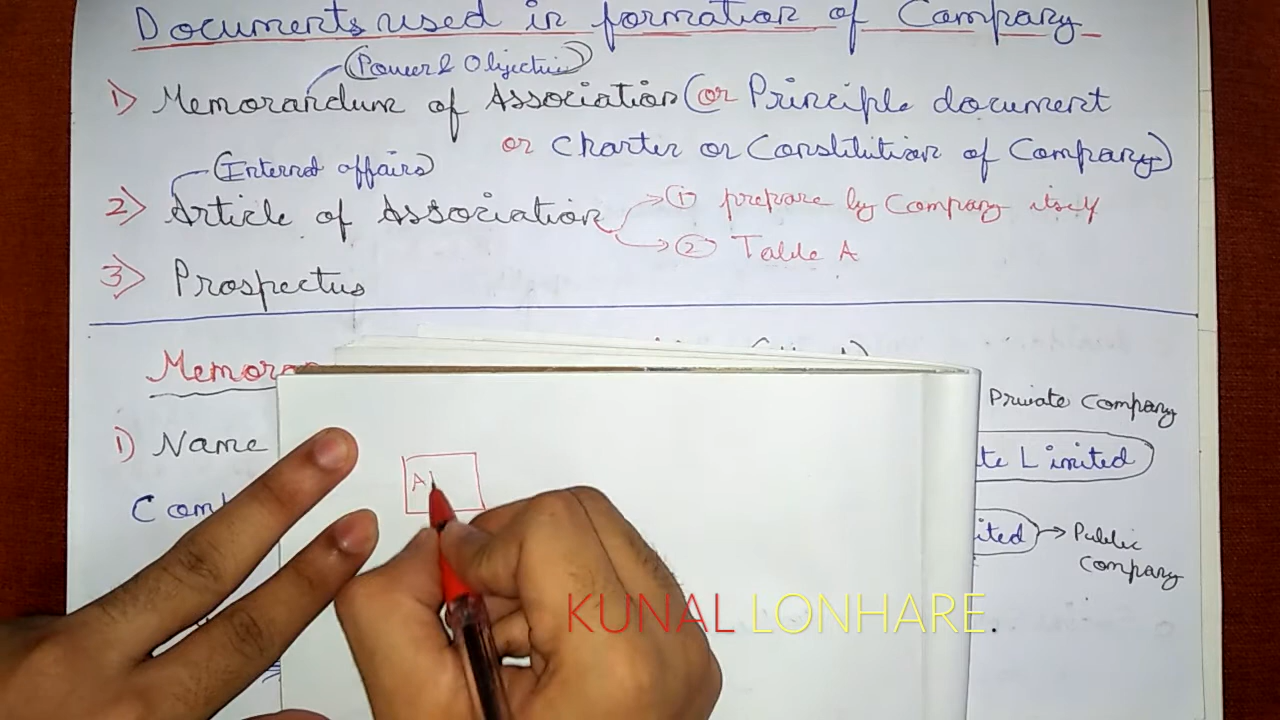 Documents used in formation of Company
(Power & Objective)
1) Memorandum of Association (or Principle document
or Charter or Constitution of Company)
(Internal affairs)
2) Article of Association
① prepare by Company itself
② Table A
3) Prospectus
Private Company
1) Name
te Limited
ited → Public
Company
A
KUNAL LONHARE.